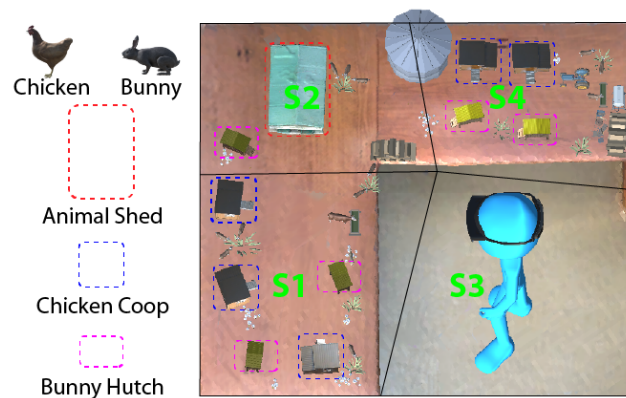 Chicken Bunny
Animal Shed
Chicken Coop
Bunny Hutch
S2
S4
S1
S3